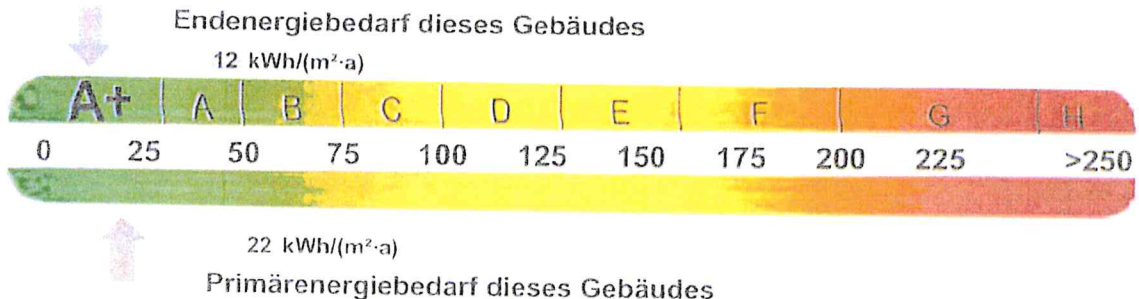 Endenergiebedarf dieses Gebäudes
12 kWh/(m²·a)
A+ A B C D E F G H
0 25 50 75 100 125 150 175 200 225 >250
22 kWh/(m²·a)
Primärenergiebedarf dieses Gebäudes